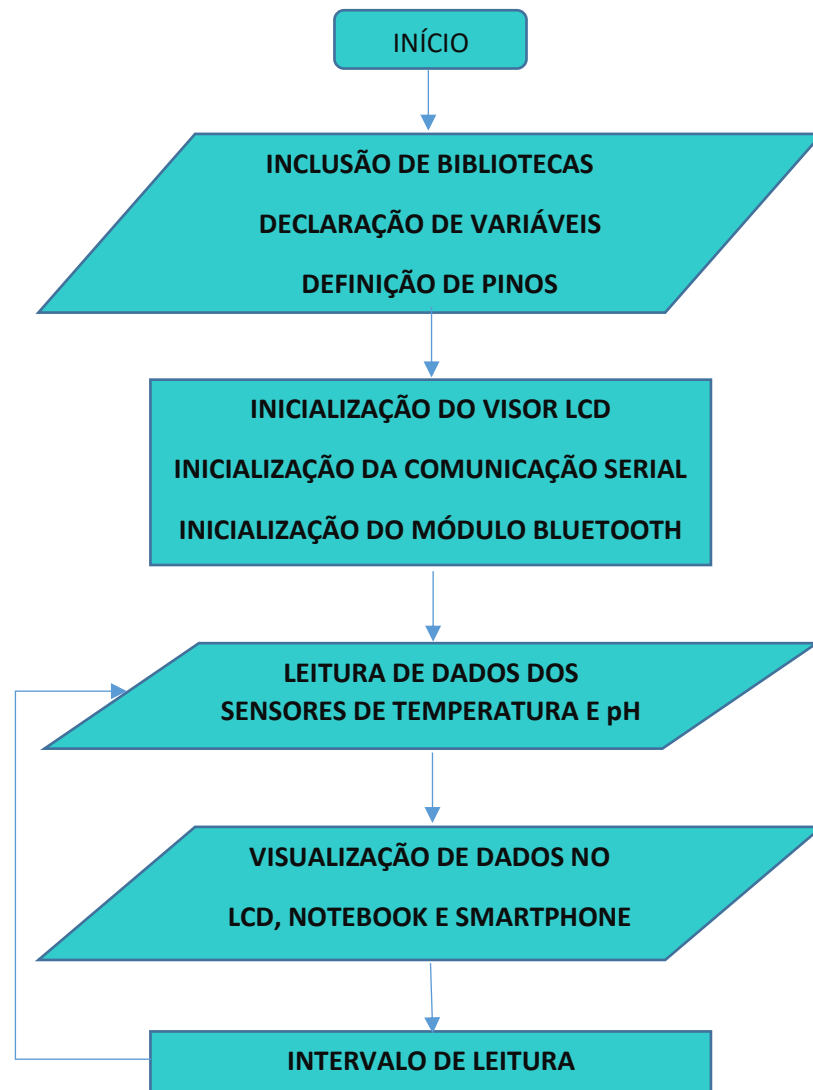 INÍCIO
INCLUSÃO DE BIBLIOTECAS
DECLARAÇÃO DE VARIÁVEIS
DEFINIÇÃO DE PINOS
INICIALIZAÇÃO DO VISOR LCD
INICIALIZAÇÃO DA COMUNICAÇÃO SERIAL
INICIALIZAÇÃO DO MÓDULO BLUETOOTH
LEITURA DE DADOS DOS
SENSORES DE TEMPERATURA E pH
VISUALIZAÇÃO DE DADOS NO
LCD, NOTEBOOK E SMARTPHONE
INTERVALO DE LEITURA